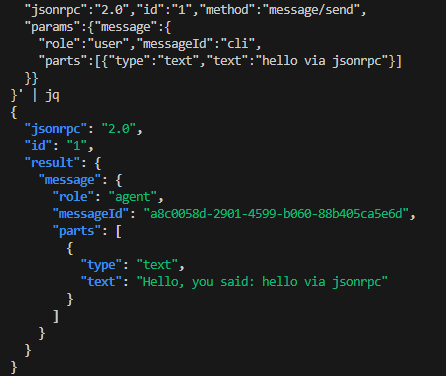 "jsonrpc":"2.0","id":"1","method":"message/send",
"params":{"message":{
"role":"user","messageId":"cli",
"parts":[{"type":"text","text":"hello via jsonrpc"}]
}}
}' | jq
{
"jsonrpc": "2.0",
"id": "1",
"result": {
"message": {
"role": "agent",
"messageId": "a8c0058d-2901-4599-b060-88b405ca5e6d",
"parts": [
{
"type": "text",
"text": "Hello, you said: hello via jsonrpc"
}
]
}
}
}